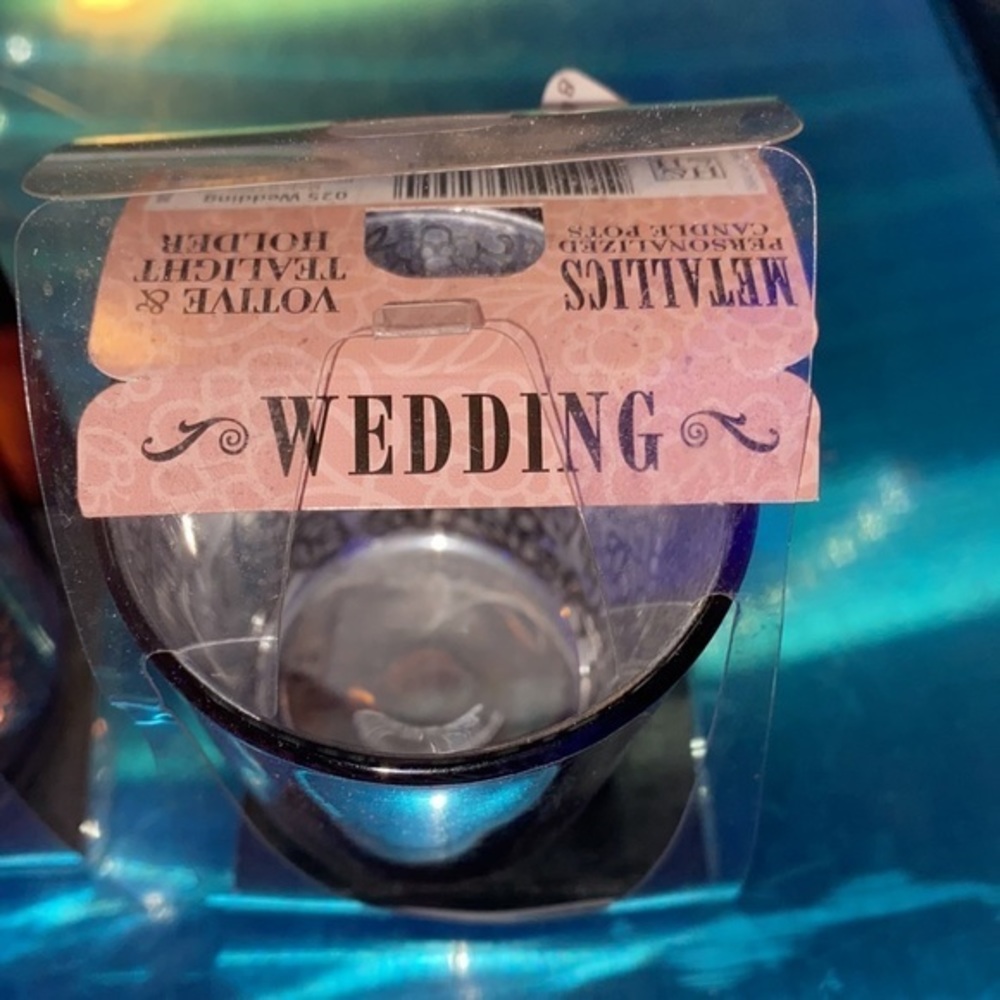 WEDDING
METALLICS
PERSONALIZED
CANDLE POTS
VOTIVE &
TEALIGHT
HOLDER
025 Wedding
H&H